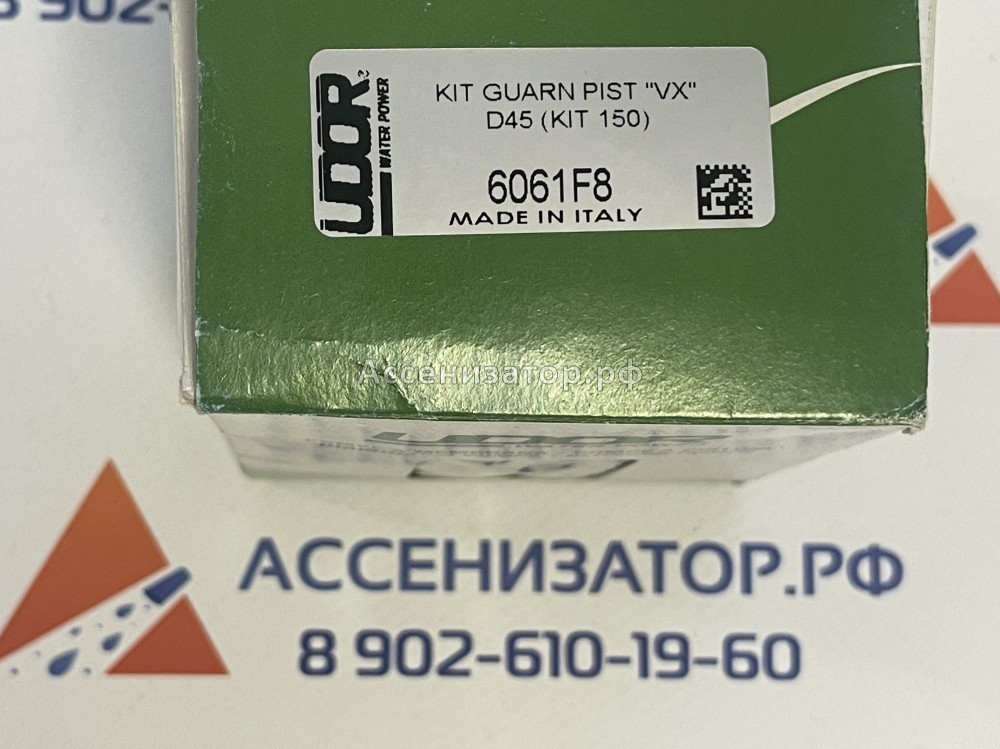 8 902-
UDOR
WATER POWER
KIT GUARN PIST "VX"
D45 (KIT 150)
6061F8
MADE IN ITALY
Ассенизатор.рф
UDOR
АССЕНИЗАТОР.РФ
8 902-610-19-60